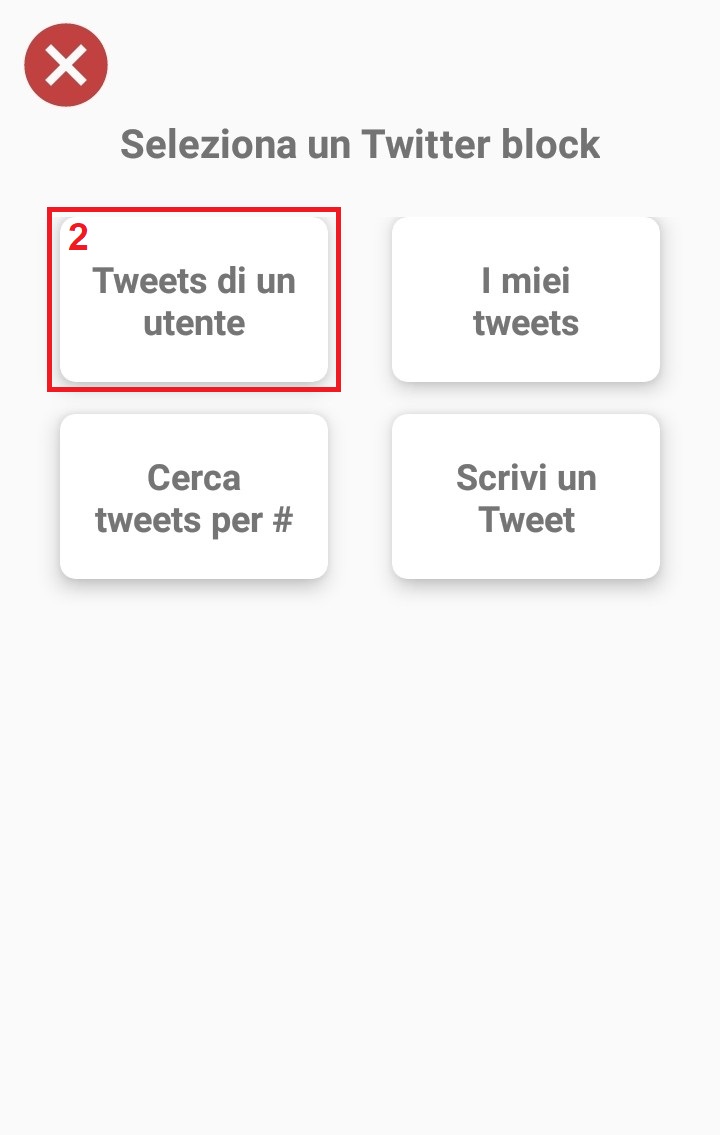 Seleziona un Twitter block
2
Tweets di un
utente
I miei
tweets
Cerca
tweets per #
Scrivi un
Tweet